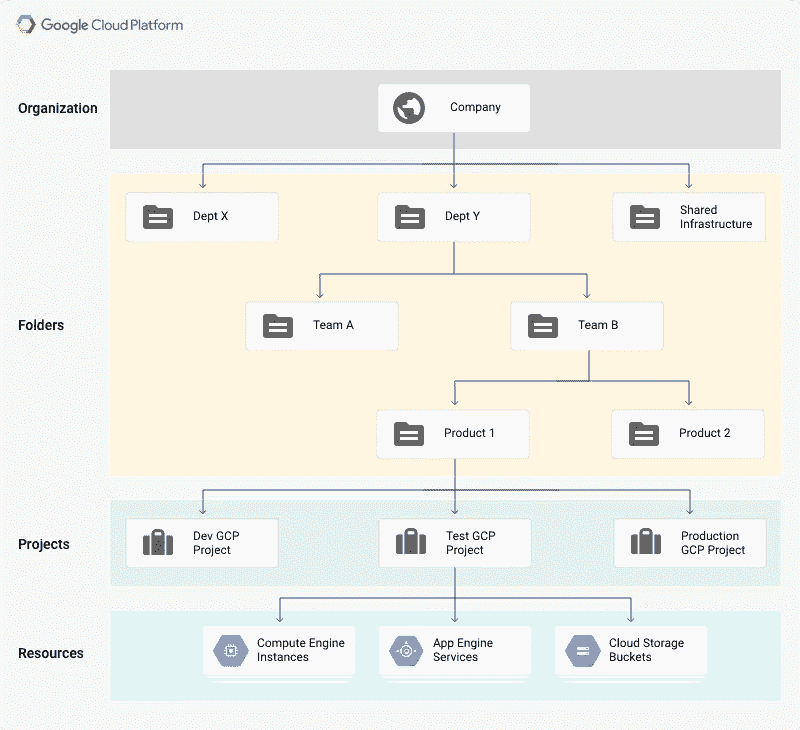 Google Cloud Platform
Organization
Company
Dept X
Dept Y
Shared
Infrastructure
Folders
Team A
Team B
Product 1
Product 2
Projects
Dev GCP
Project
Test GCP
Project
Production
GCP Project
Resources
Compute Engine
Instances
App Engine
Services
Cloud Storage
Buckets